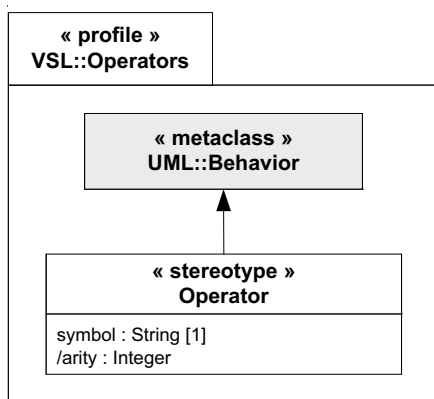 « profile »
VSL::Operators
« metaclass »
UML::Behavior
« stereotype »
Operator
symbol : String [1]
/arity : Integer